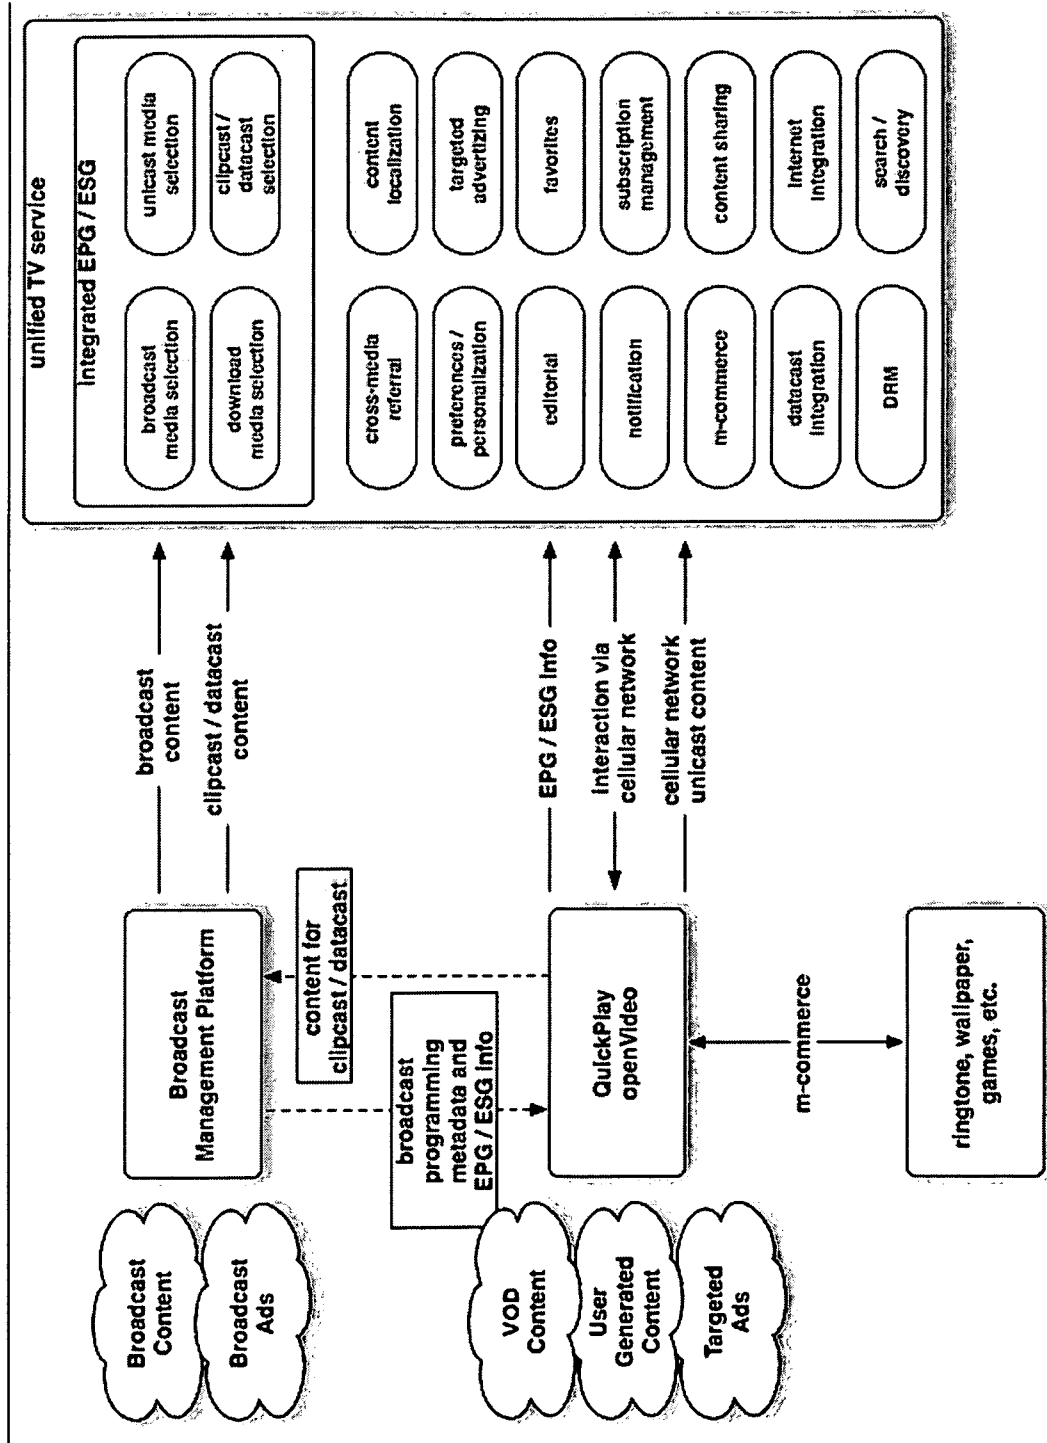 unified TV service
Integrated EPG / ESG
broadcast
media selection
unicast media
selection
download
media selection
clipcast /
datacast
selection
cross-media
referral
content
localization
preferences /
personalization
targeted
advertizing
editorial
favorites
notification
subscription
management
m-commerce
content sharing
datacast
Integration
Internet
Integration
DRM
search /
discovery
broadcast
content
clipcast / datacast
content
EPG / ESG Info
Interaction via
cellular network
cellular network
unicast content
Broadcast
Management Platform
content for
clipcast / datacast
broadcast
programming
metadata and
EPG / ESG Info
QuickPlay
openVideo
m-commerce
ringtone, wallpaper,
games, etc.
Broadcast
Content
Broadcast
Ads
VOD
Content
User
Generated
Content
Targeted
Ads